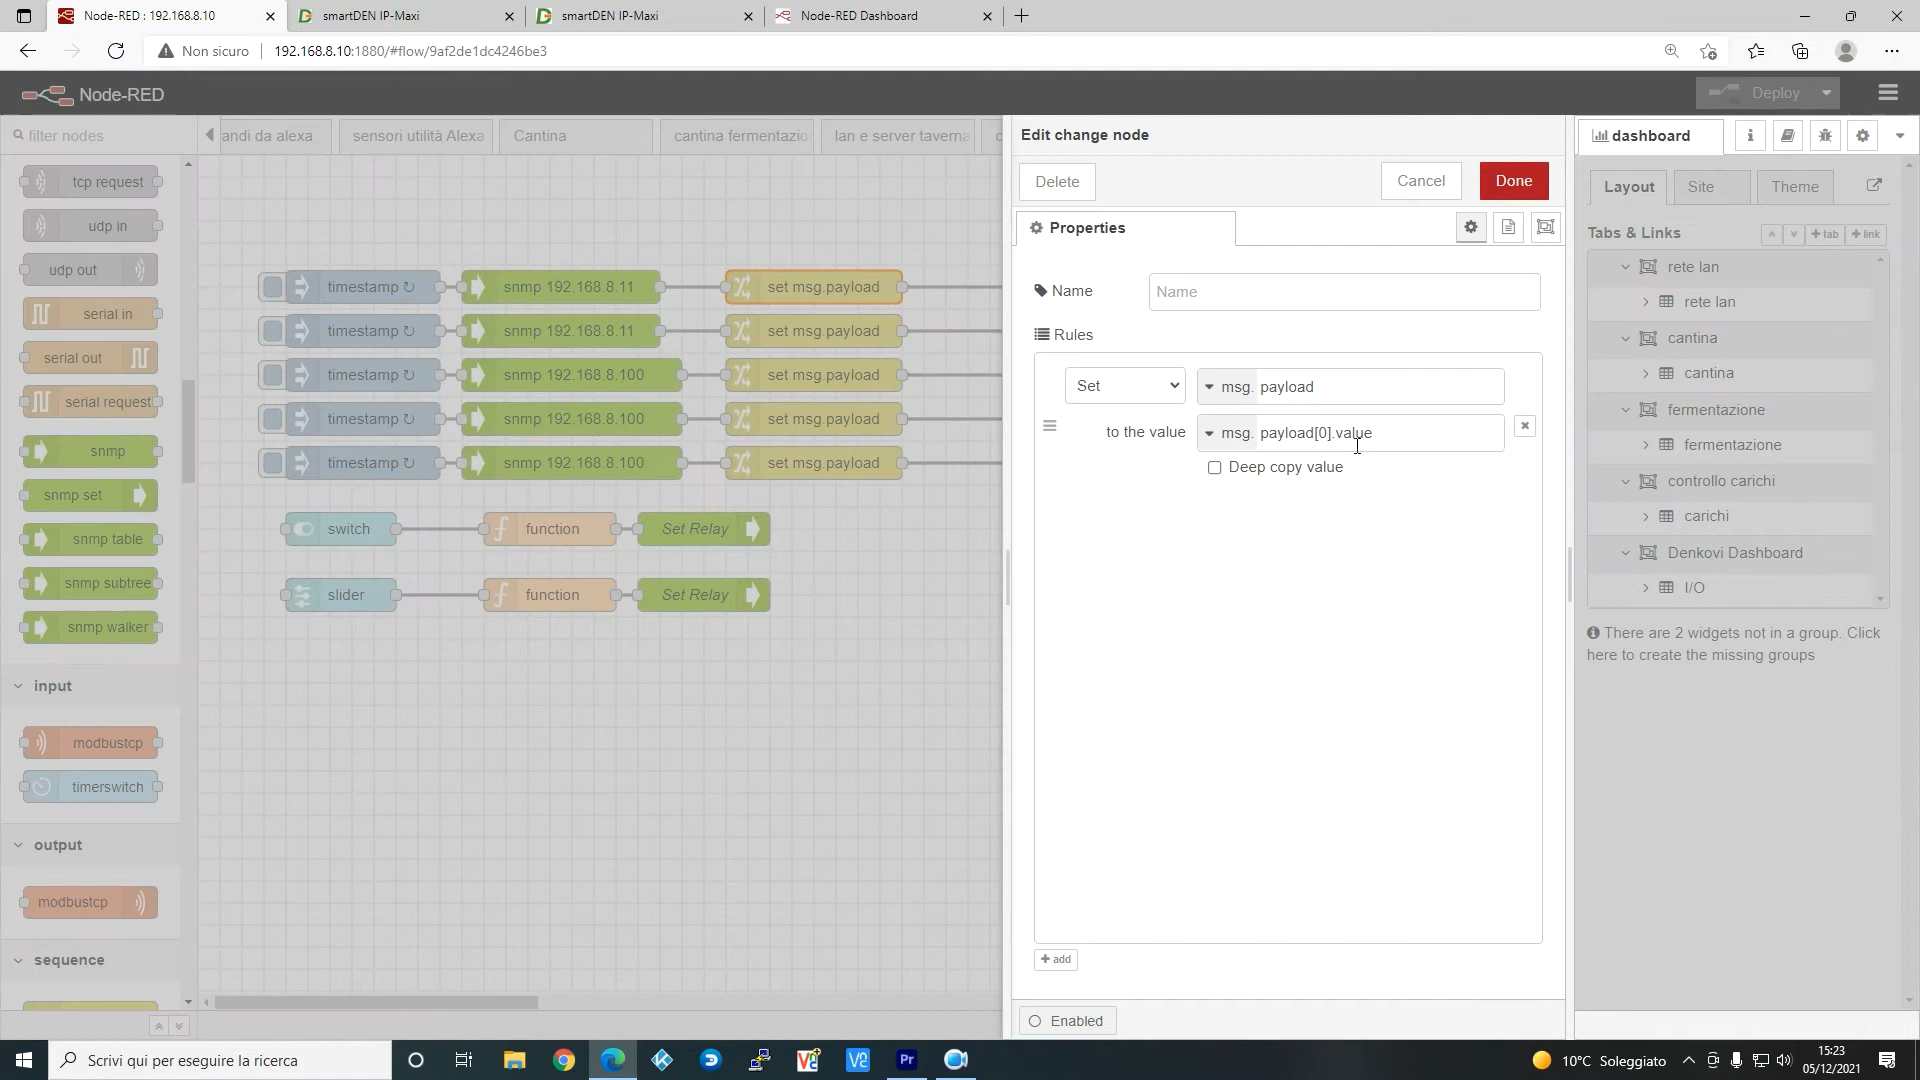 Node-RED : 192.168.8.10
smartDEN IP-Maxi
smartDEN IP-Maxi
Node-RED Dashboard
Non sicuro
192.168.8.10:1880/#flow/9af2de1dc4246be3
Node-RED
Deploy
filter nodes
andi da alexa
sensori utilità Alexa
Cantina
cantina fermentazio
lan e server taverna
Edit change node
dashboard
Delete
Cancel
Done
Layout
Site
Theme
Properties
Tabs & Links
tab
link
tcp request
udp in
udp out
serial in
serial out
serial request
snmp
snmp set
snmp table
snmp subtree
snmp walker
input
modbustcp
timerswitch
output
modbustcp
sequence
timestamp ↻
snmp 192.168.8.11
set msg.payload
timestamp ↻
snmp 192.168.8.11
set msg.payload
timestamp ↻
snmp 192.168.8.100
set msg.payload
timestamp ↻
snmp 192.168.8.100
set msg.payload
timestamp ↻
snmp 192.168.8.100
set msg.payload
switch
function
Set Relay
slider
function
Set Relay
Name
Name
Rules
Set
msg. payload
to the value
msg. payload[0].value
Deep copy value
add
Enabled
rete lan
rete lan
cantina
cantina
fermentazione
fermentazione
controllo carichi
carichi
Denkovi Dashboard
I/O
There are 2 widgets not in a group. Click
here to create the missing groups
Scrivi qui per eseguire la ricerca
Pr
10°C Soleggiato
15:23
05/12/2021